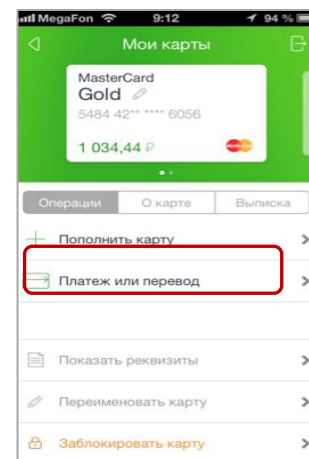 MegaFon 9:12 94 %
Мои карты
MasterCard
Gold
5484 42** **** 6056
1 034,44 ₽
MasterCard
Операции О карте Выписка
Пополнить карту
Платеж или перевод
Показать реквизиты
Переименовать карту
Заблокировать карту